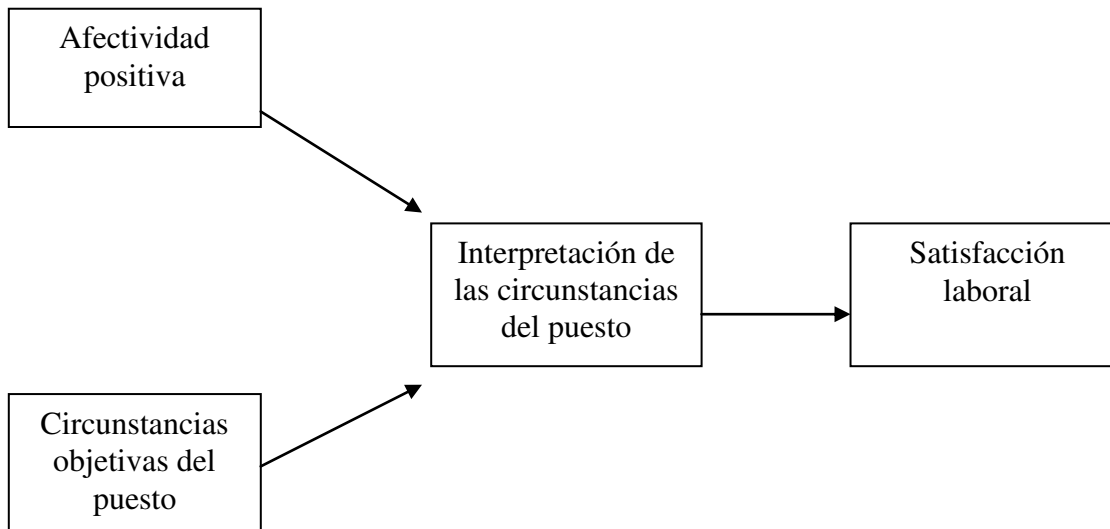 Afectividad
positiva
Interpretación de
las circunstancias
del puesto
Satisfacción
laboral
Circunstancias
objetivas del
puesto